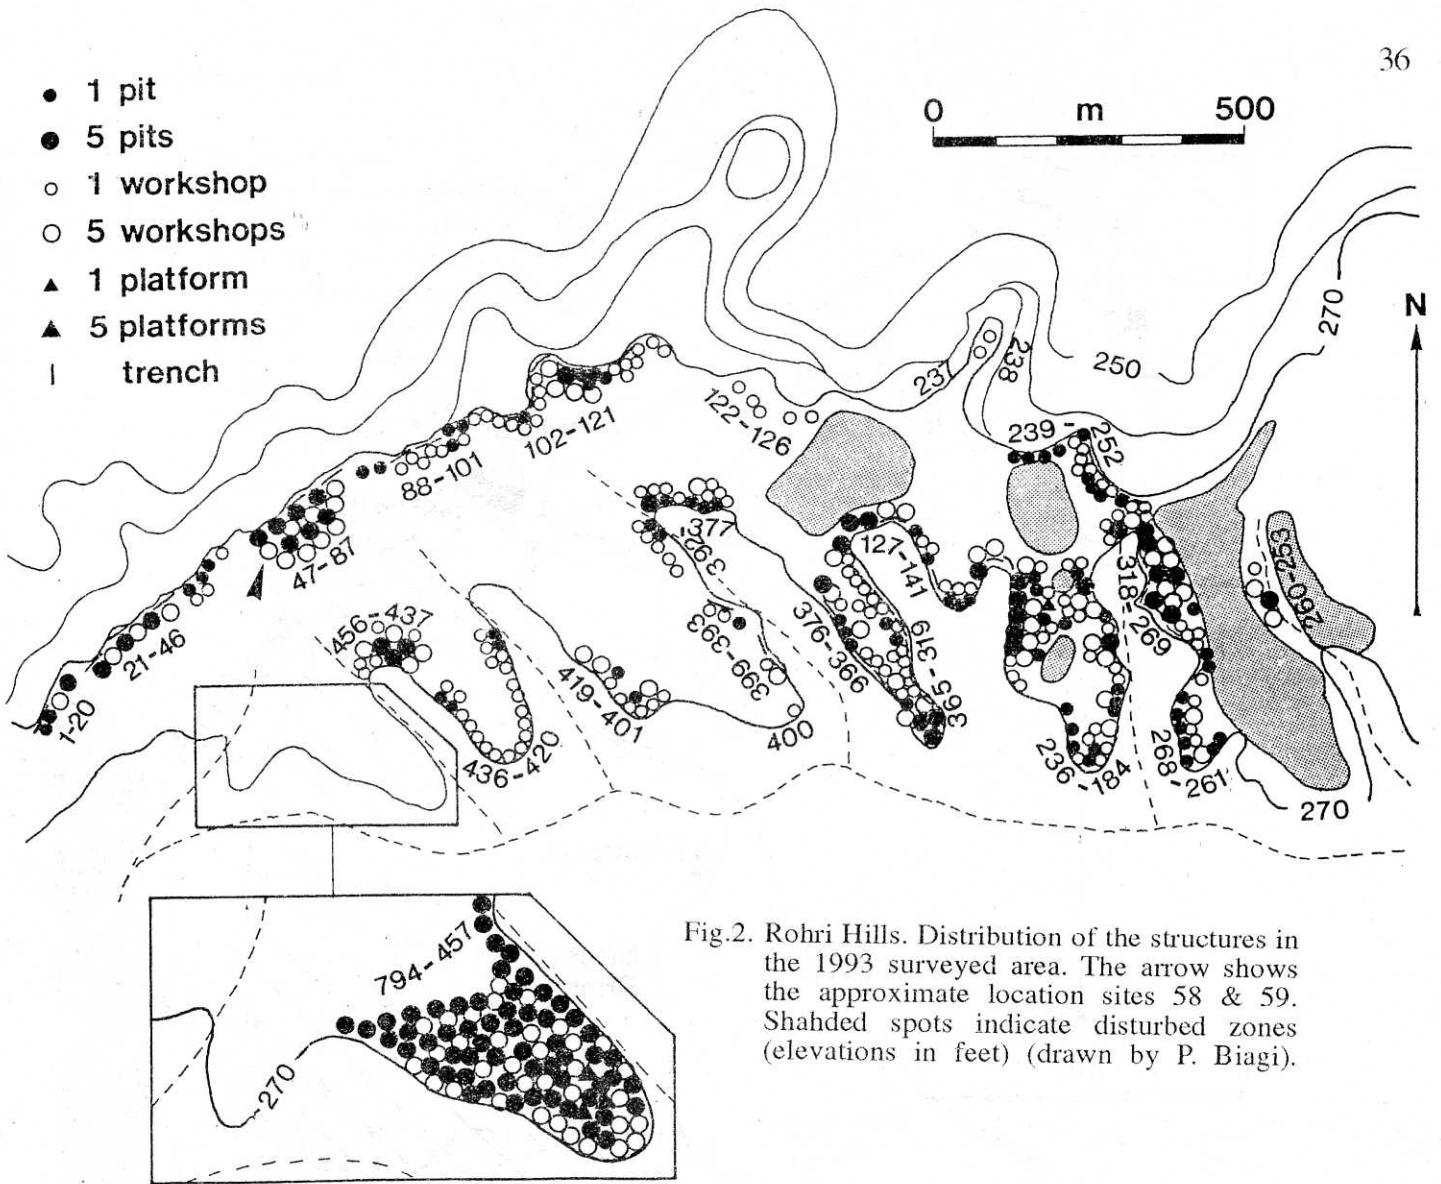 36
1 pit
5 pits
1 workshop
5 workshops
1 platform
5 platforms
trench
0 m 500
N
270
250
237
238
239-252
122-126
102-121
88-101
47-87
21-46
1-20
456-437
436-420
419-401
400
399-393
392-377
376-366
365-319
127-141
236-184
318-269
268-261
260-253
270
794-457
270
Fig.2. Rohri Hills. Distribution of the structures in
the 1993 surveyed area. The arrow shows
the approximate location sites 58 & 59.
Shahded spots indicate disturbed zones
(elevations in feet) (drawn by P. Biagi).